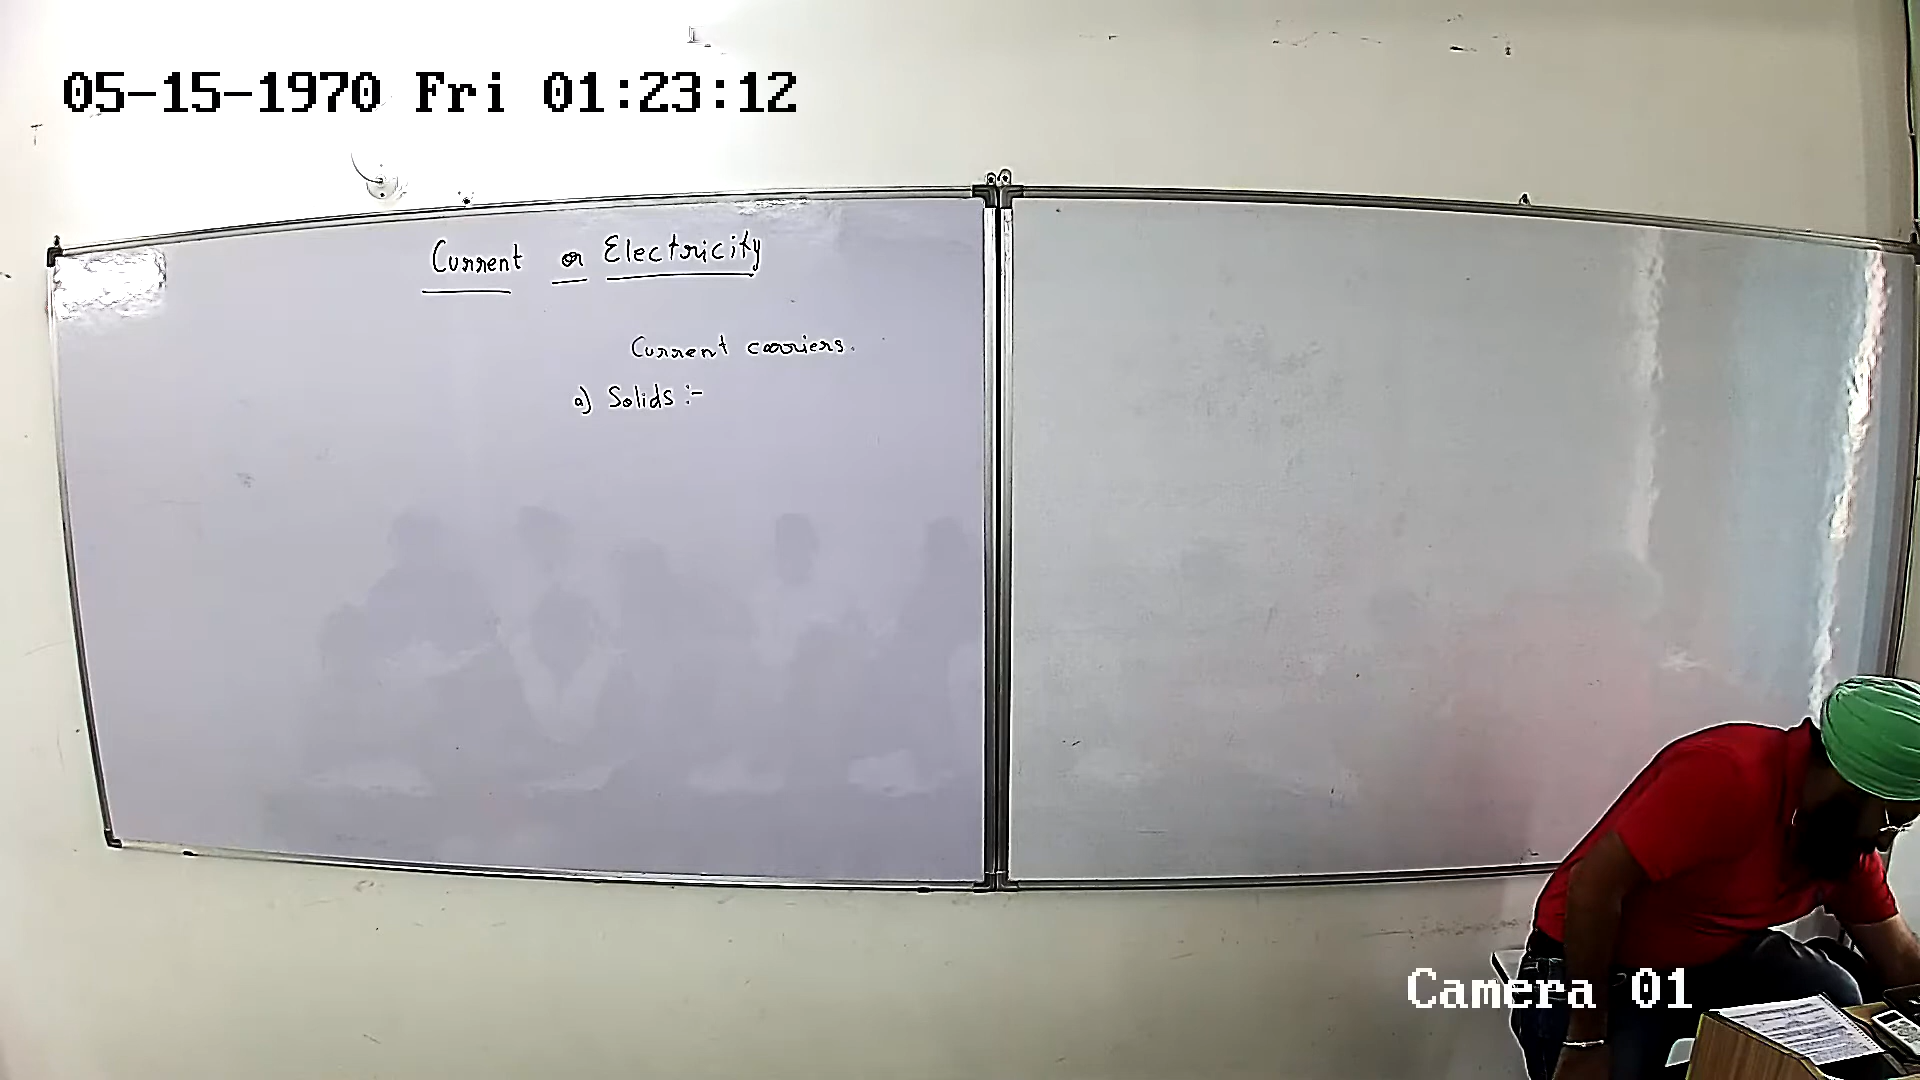 05-15-1970 Fri 01:23:12
Current or Electricity
Current carriers.
a) Solids :-
Camera 01